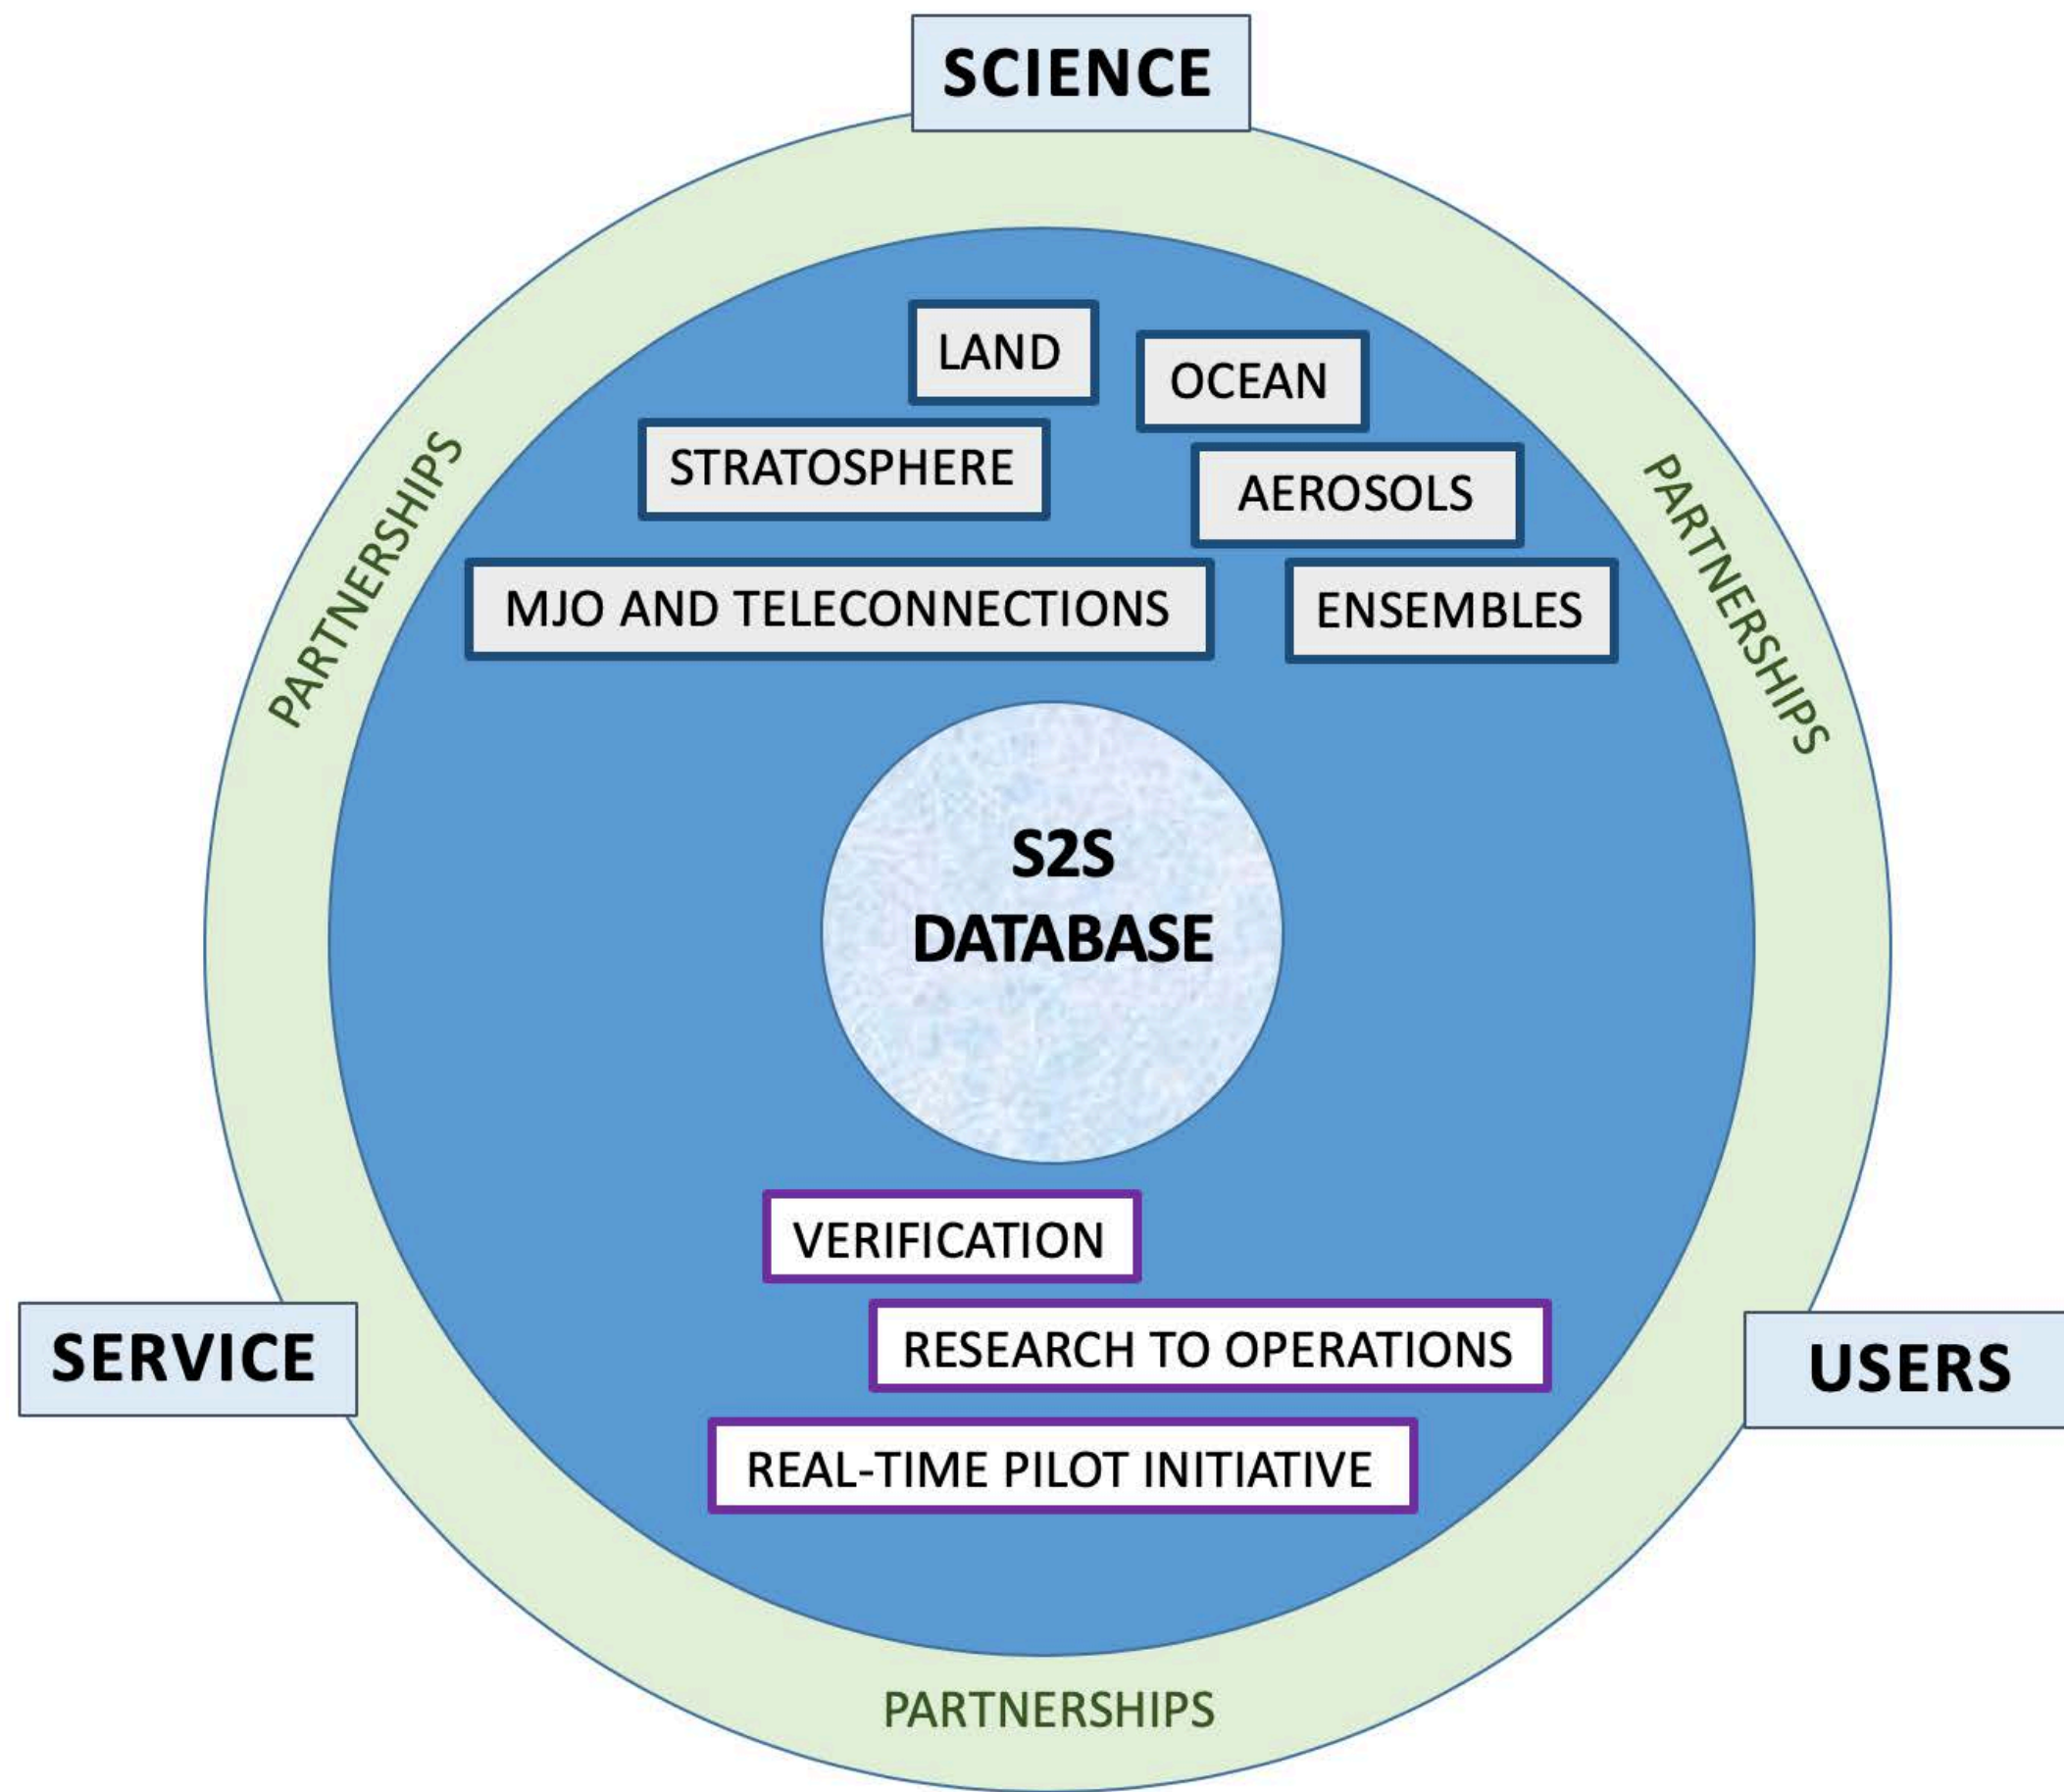 SCIENCE
LAND
OCEAN
STRATOSPHERE
AEROSOLS
MJO AND TELECONNECTIONS
ENSEMBLES
PARTNERSHIPS
PARTNERSHIPS
S2S
DATABASE
VERIFICATION
RESEARCH TO OPERATIONS
REAL-TIME PILOT INITIATIVE
SERVICE
USERS
PARTNERSHIPS